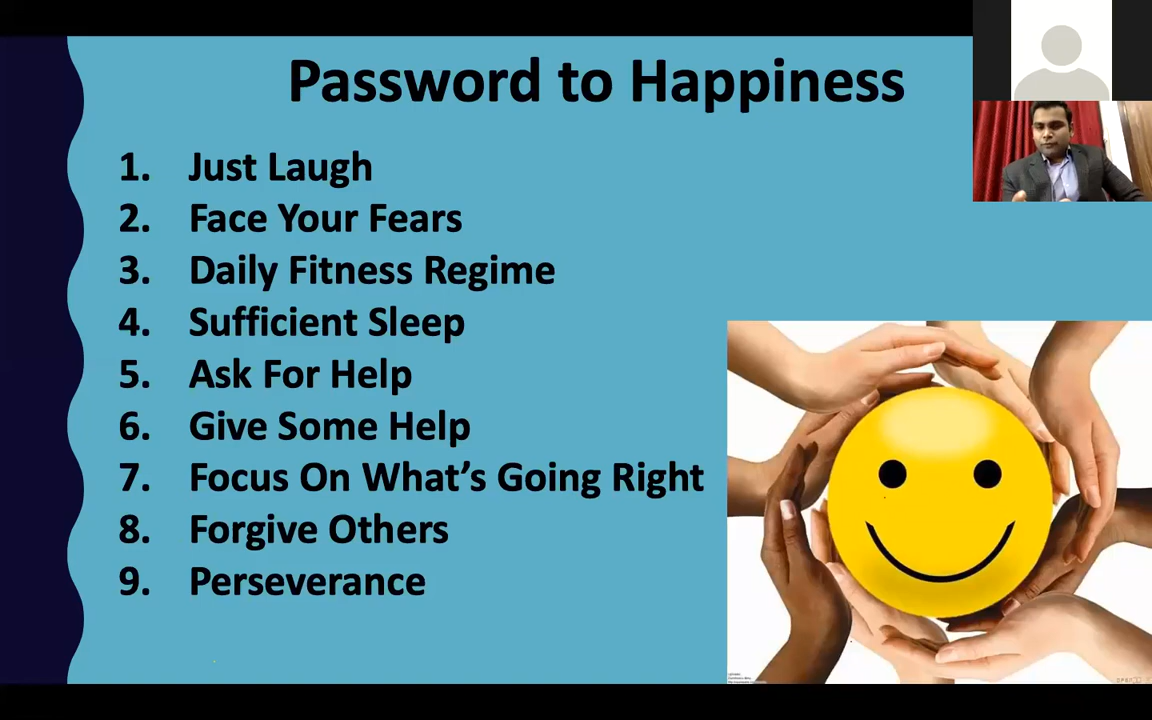 Password to Happiness
1. Just Laugh
2. Face Your Fears
3. Daily Fitness Regime
4. Sufficient Sleep
5. Ask For Help
6. Give Some Help
7. Focus On What's Going Right
8. Forgive Others
9. Perseverance